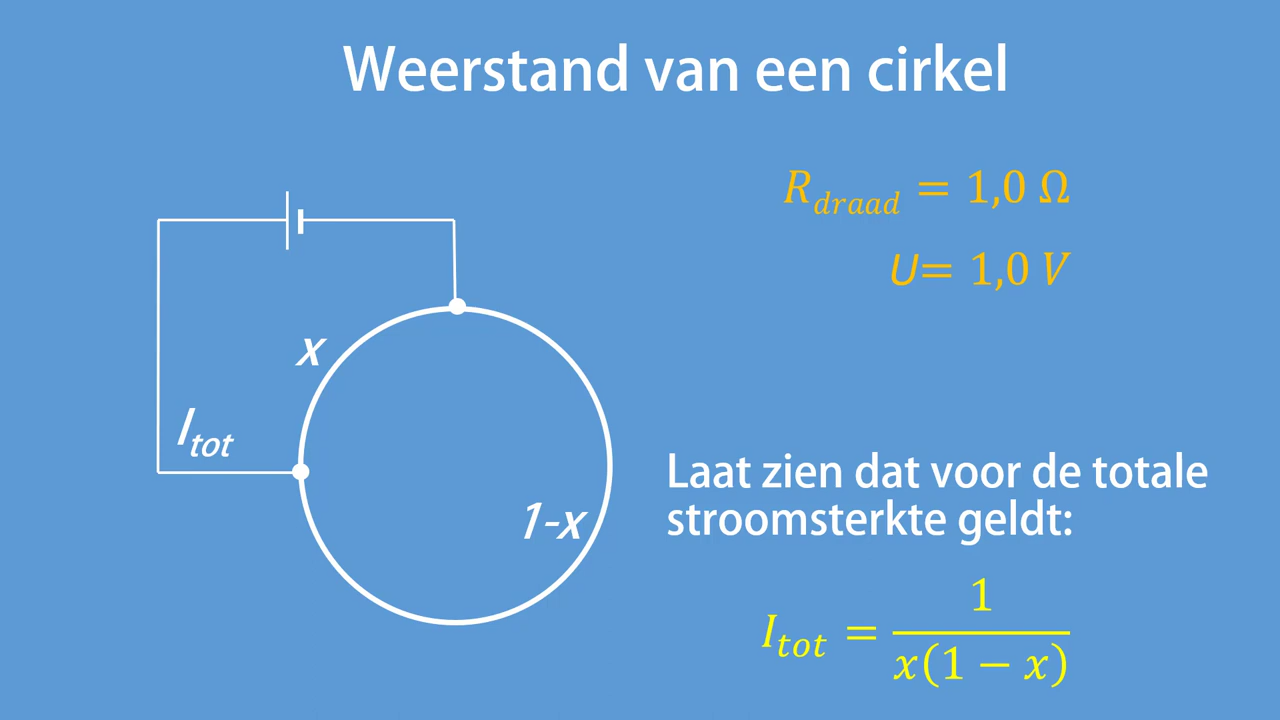 Weerstand van een cirkel
R_draad = 1,0 Ω
U= 1,0 V
x
I_tot
1-x
Laat zien dat voor de totale
stroomsterkte geldt:
I_tot = 1 / x(1 − x)